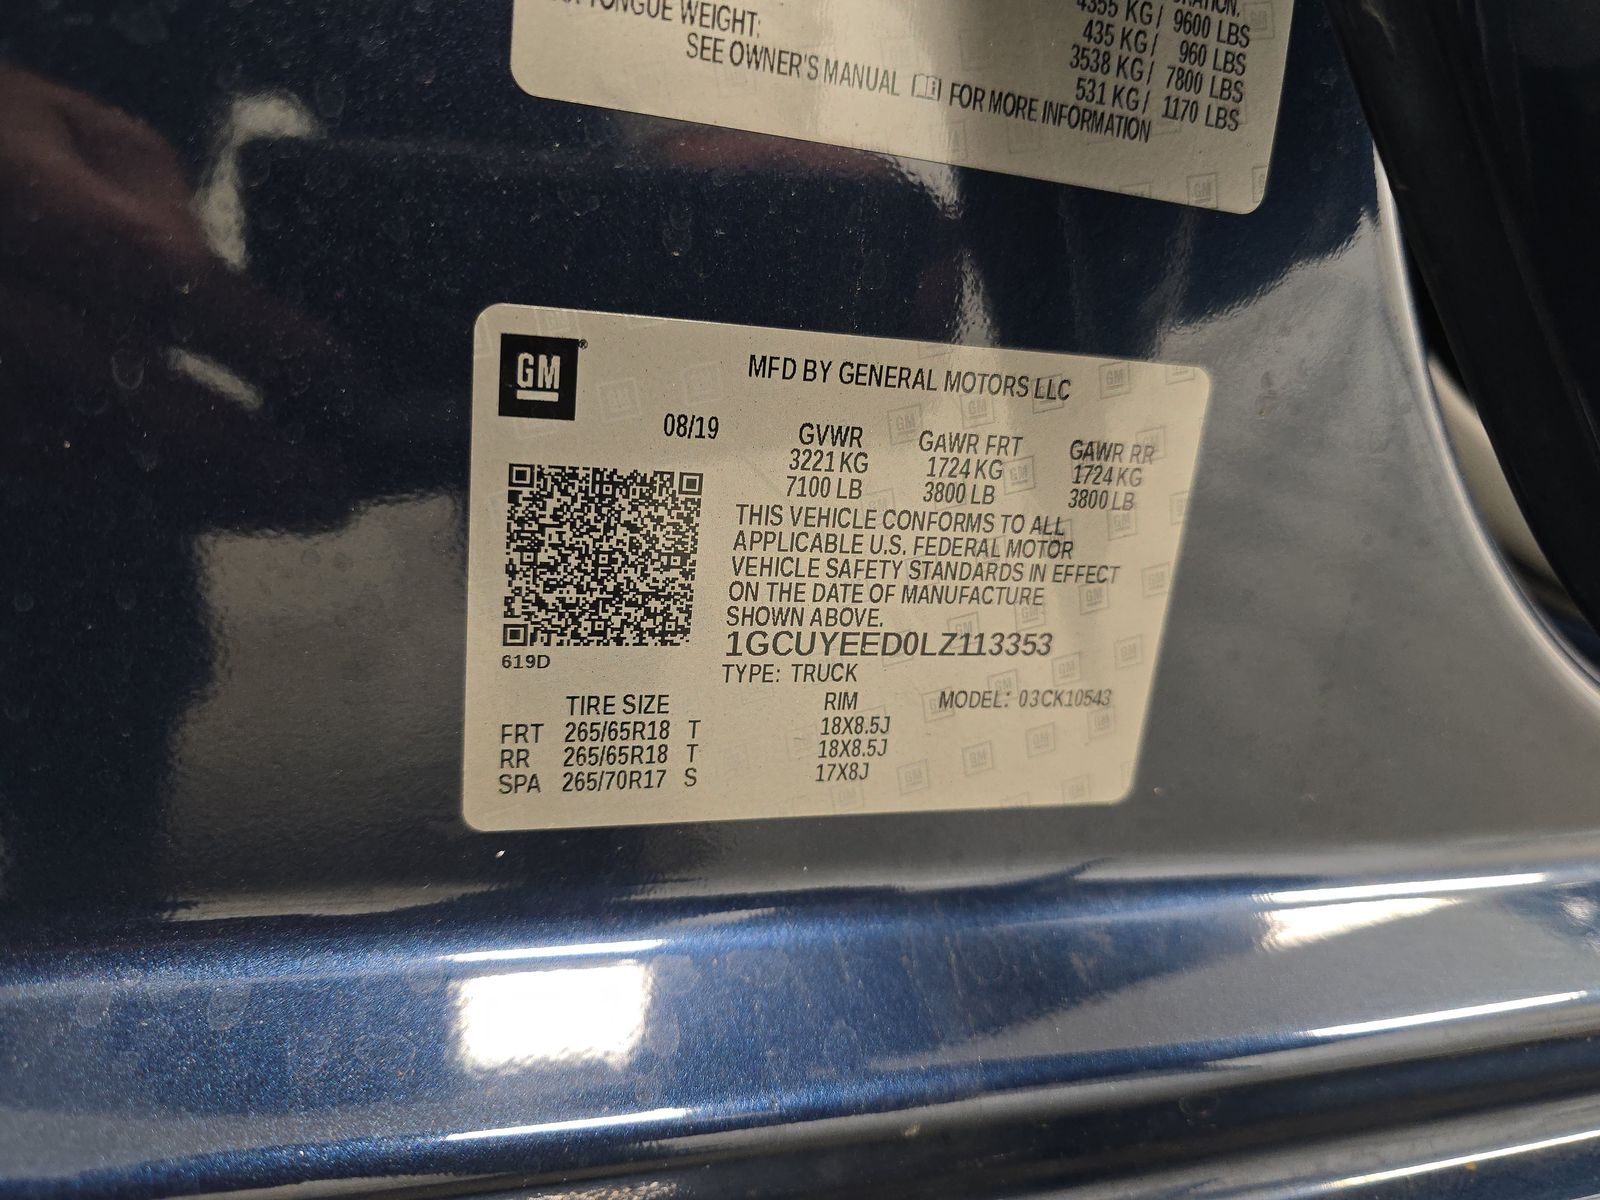 TONGUE WEIGHT:
4355 KG / 9600 LBS
435 KG / 960 LBS
3538 KG / 7800 LBS
531 KG / 1170 LBS
SEE OWNER'S MANUAL FOR MORE INFORMATION
GM
MFD BY GENERAL MOTORS LLC
08/19
GVWR GAWR FRT GAWR RR
3221 KG 1724 KG 1724 KG
7100 LB 3800 LB 3800 LB
THIS VEHICLE CONFORMS TO ALL
APPLICABLE U.S. FEDERAL MOTOR
VEHICLE SAFETY STANDARDS IN EFFECT
ON THE DATE OF MANUFACTURE
SHOWN ABOVE.
1GCUYEED0LZ113353
619D
TYPE: TRUCK
TIRE SIZE RIM MODEL: 03CK10543
FRT 265/65R18 T 18X8.5J
RR 265/65R18 T 18X8.5J
SPA 265/70R17 S 17X8J